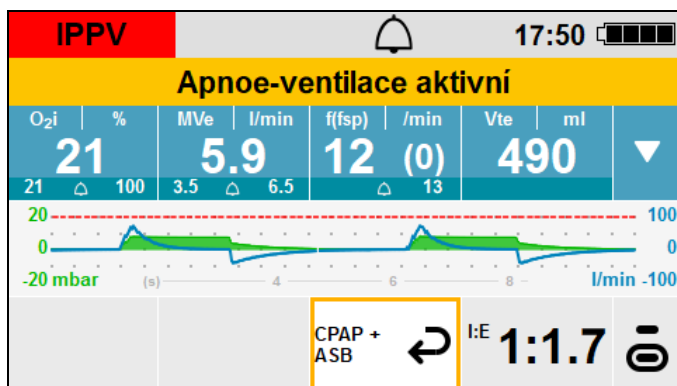 IPPV 17:50
Apnoe-ventilace aktivní
O₂i % MVe l/min f(fsp) /min Vte ml
21 5.9 12 (0) 490
21 100 3.5 6.5 13
20 100
0 0
-20 mbar (s) 4 6 8 l/min -100
CPAP + I:E 1:1.7
ASB